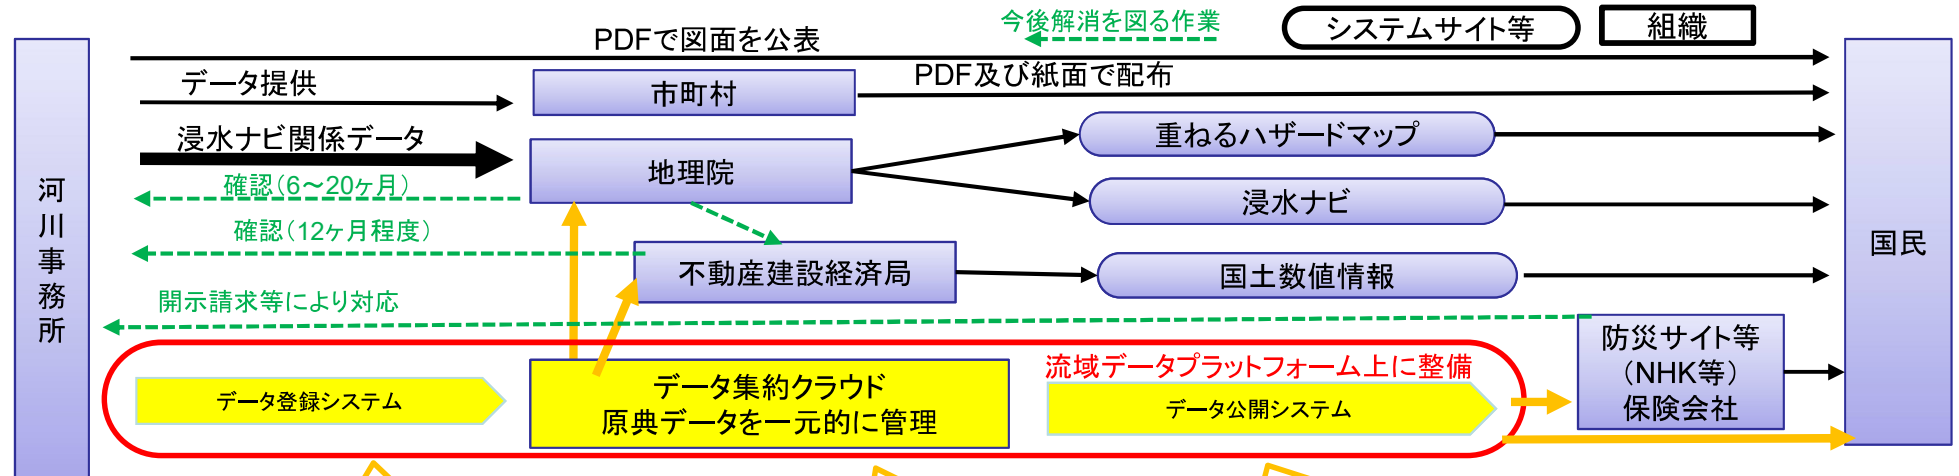 今後解消を図る作業
システムサイト等
組織
PDFで図面を公表
データ提供
市町村
PDF及び紙面で配布
浸水ナビ関係データ
地理院
重ねるハザードマップ
確認（6～20ヶ月）
浸水ナビ
確認（12ヶ月程度）
不動産建設経済局
国土数値情報
河川事務所
国民
開示請求等により対応
防災サイト等
（NHK等）
保険会社
流域データプラットフォーム上に整備
データ登録システム
データ集約クラウド
原典データを一元的に管理
データ公開システム